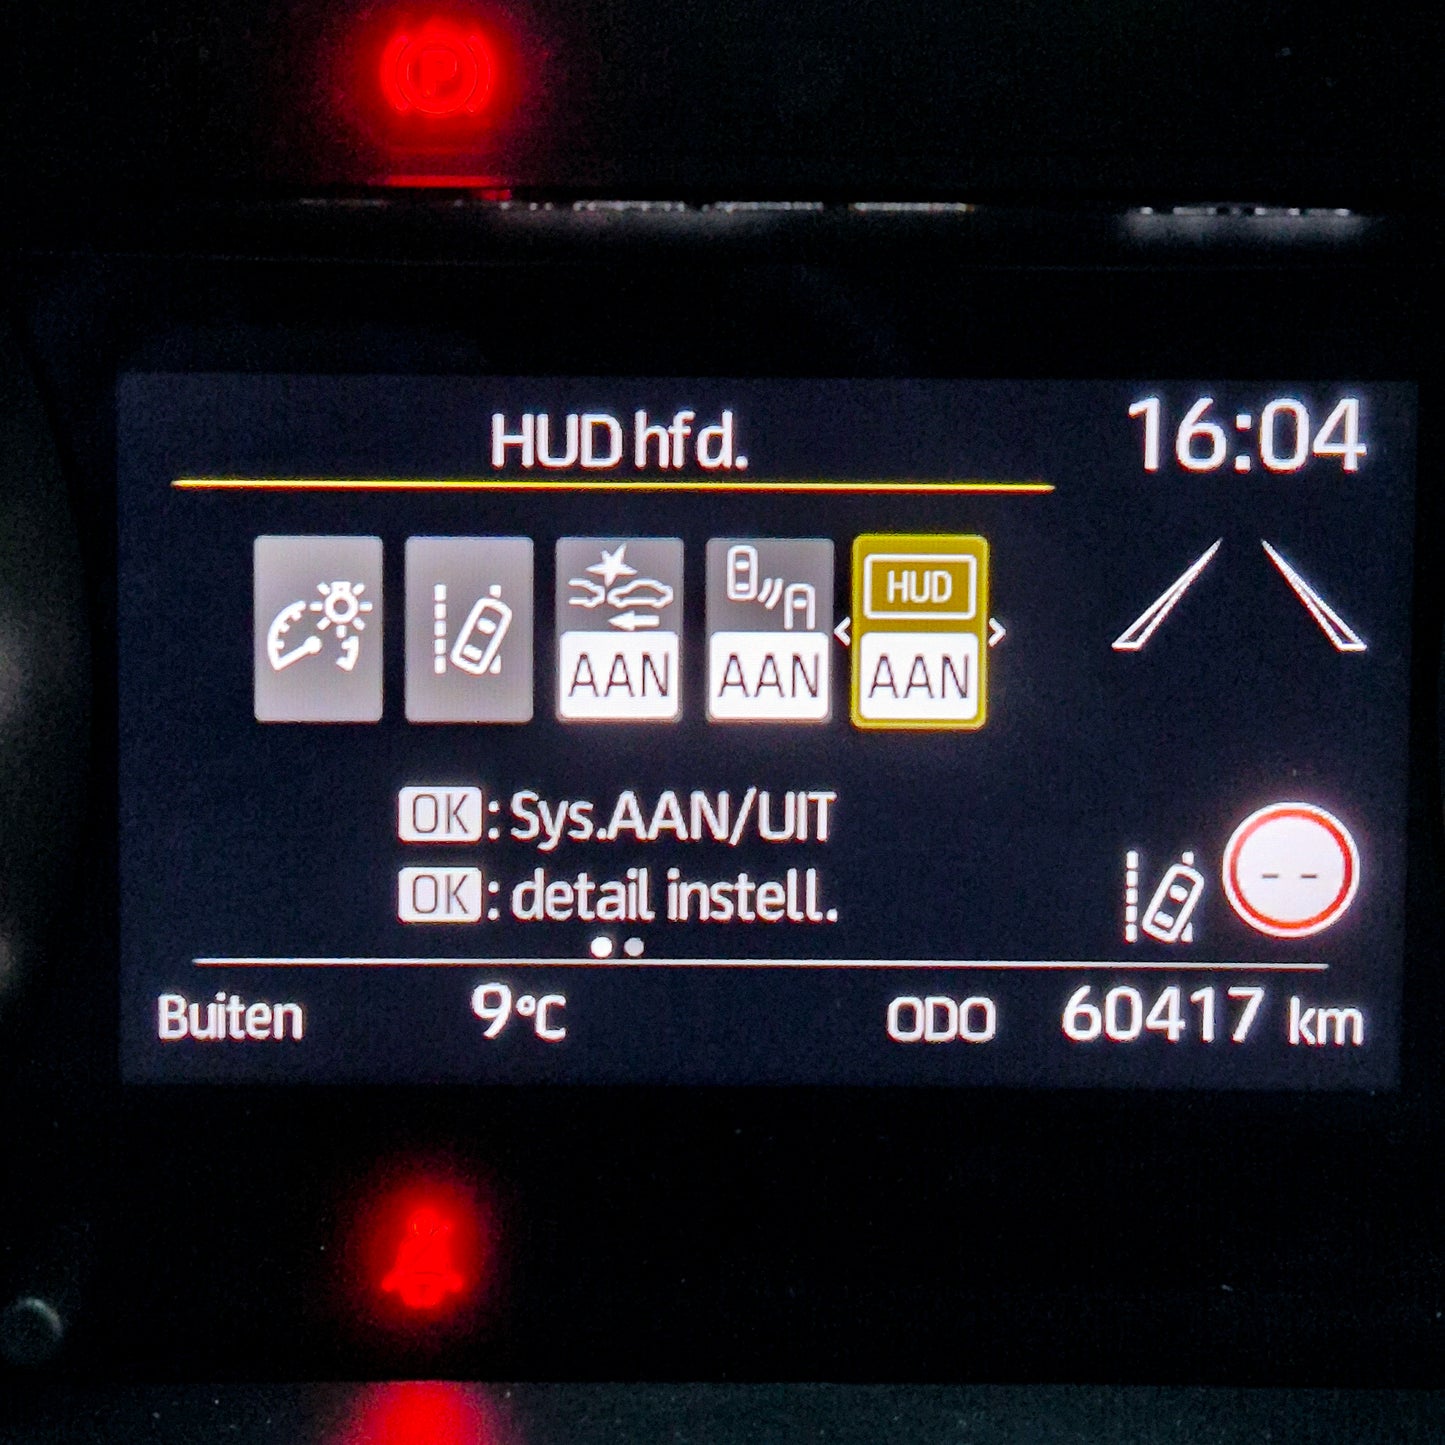 P
HUD hfd.
16:04
HUD
AAN AAN AAN
OK : Sys.AAN/UIT
OK : detail instell.
--
Buiten 9°C ODO 60417 km